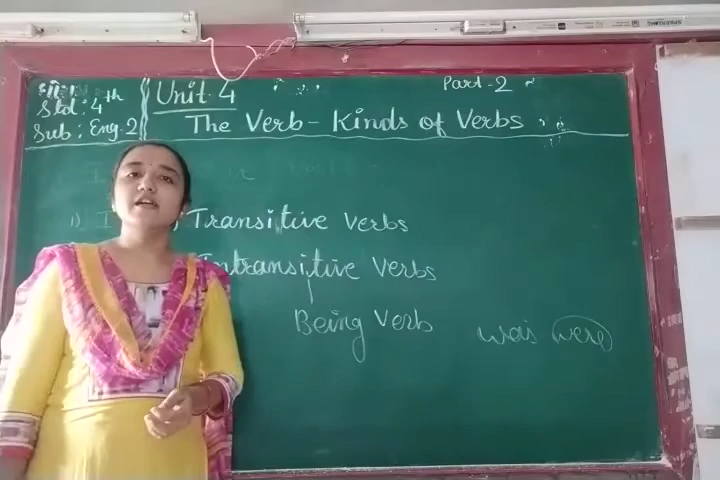 Std : 4th
Sub : Eng-2
Unit-4
Part-2
The Verb - Kinds of Verbs
1) Transitive Verbs
Intransitive Verbs
Being Verb
was were